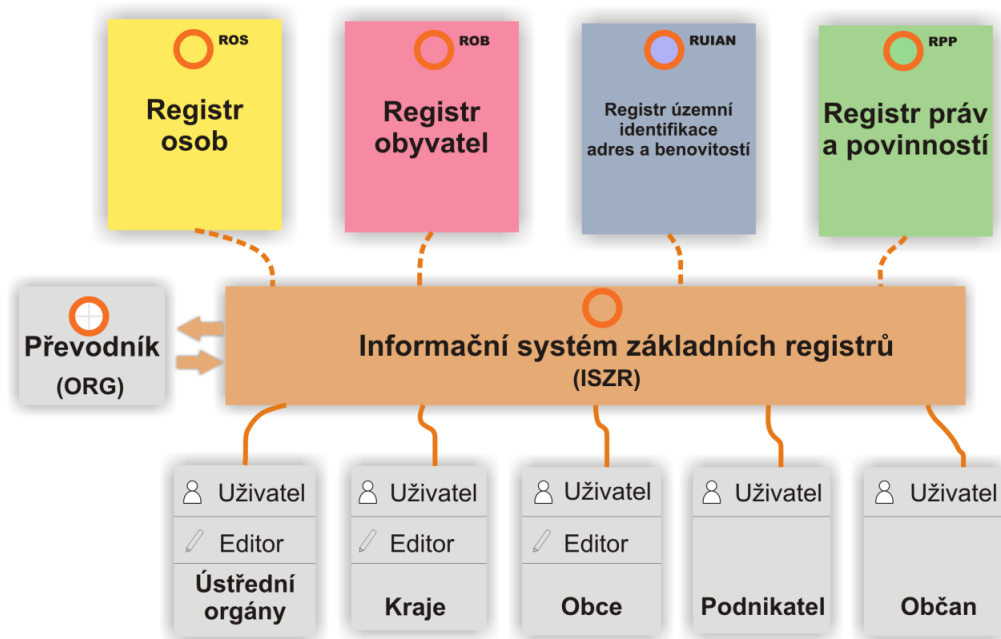 ROS
Registr
osob
ROB
Registr
obyvatel
RUIAN
Registr územní
identifikace
adres a benovitostí
RPP
Registr práv
a povinností
Převodník
(ORG)
Informační systém základních registrů
(ISZR)
Uživatel
Editor
Ústřední
orgány
Uživatel
Editor
Kraje
Uživatel
Editor
Obce
Uživatel
Podnikatel
Uživatel
Občan